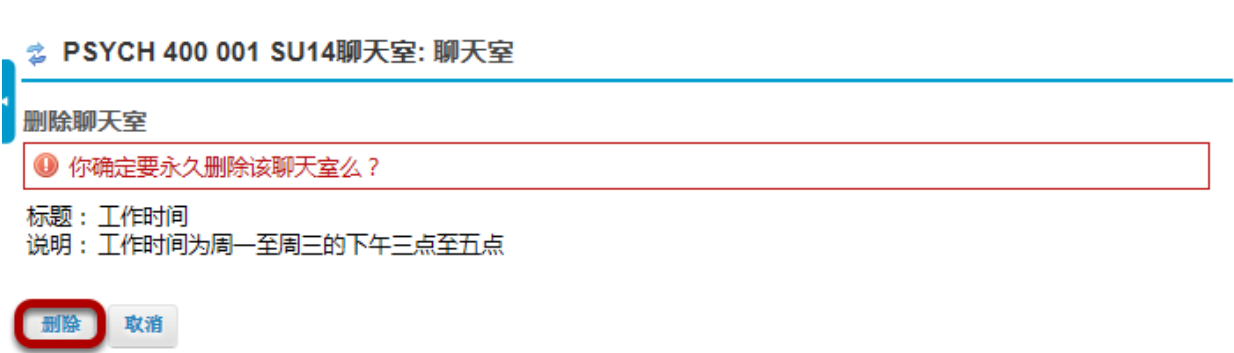 PSYCH 400 001 SU14聊天室: 聊天室
删除聊天室
你确定要永久删除该聊天室么？
标题：工作时间
说明：工作时间为周一至周三的下午三点至五点
删除 取消